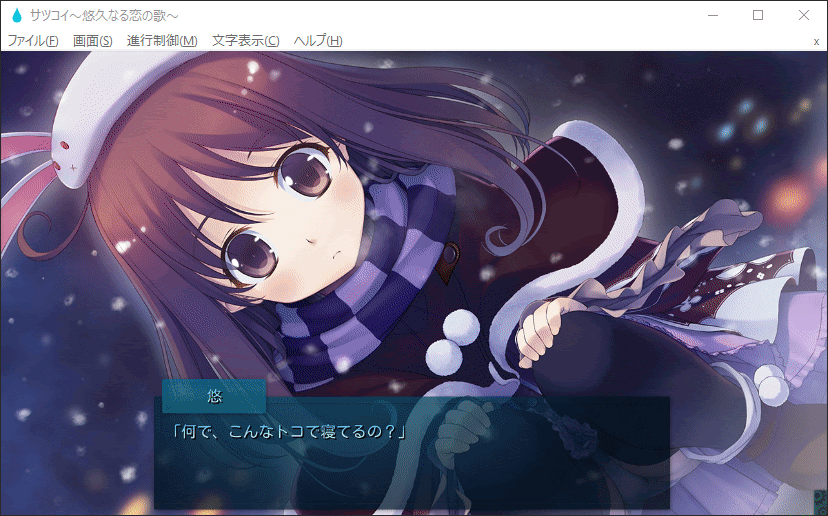 サツコイ～悠久なる恋の歌～
ファイル(F) 画面(S) 進行制御(M) 文字表示(C) ヘルプ(H) x
悠
「何で、こんなトコで寝てるの？」